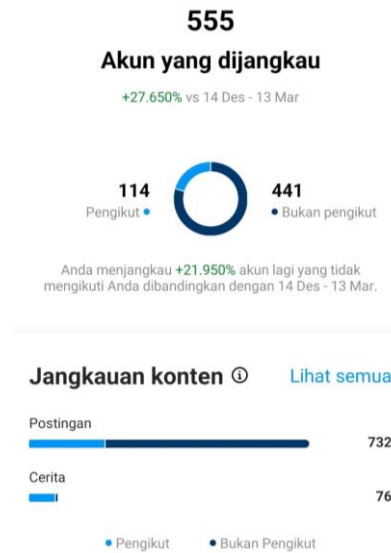 555
Akun yang dijangkau
+27.650% vs 14 Des - 13 Mar
114
Pengikut
441
Bukan pengikut
Anda menjangkau +21.950% akun lagi yang tidak
mengikuti Anda dibandingkan dengan 14 Des - 13 Mar.
Jangkauan konten Lihat semua
Postingan
732
Cerita
76
Pengikut Bukan Pengikut